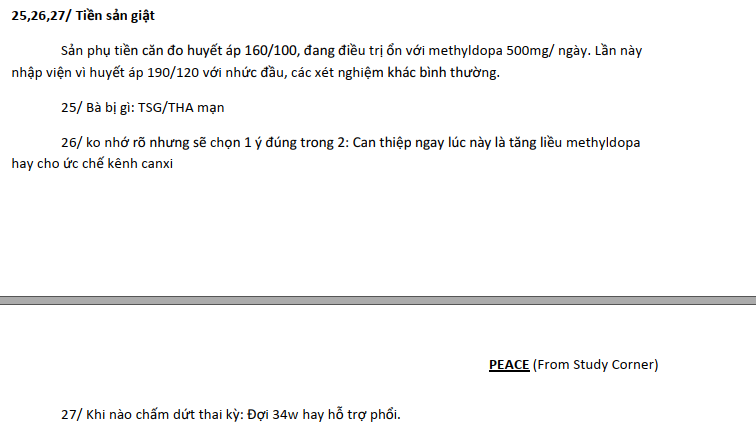 25,26,27/ Tiền sản giật
Sản phụ tiền căn đo huyết áp 160/100, đang điều trị ổn với methyldopa 500mg/ ngày. Lần này
nhập viện vì huyết áp 190/120 với nhức đầu, các xét nghiệm khác bình thường.
25/ Bà bị gì: TSG/THA mạn
26/ ko nhớ rõ nhưng sẽ chọn 1 ý đúng trong 2: Can thiệp ngay lúc này là tăng liều methyldopa
hay cho ức chế kênh canxi
PEACE (From Study Corner)
27/ Khi nào chấm dứt thai kỳ: Đợi 34w hay hỗ trợ phổi.